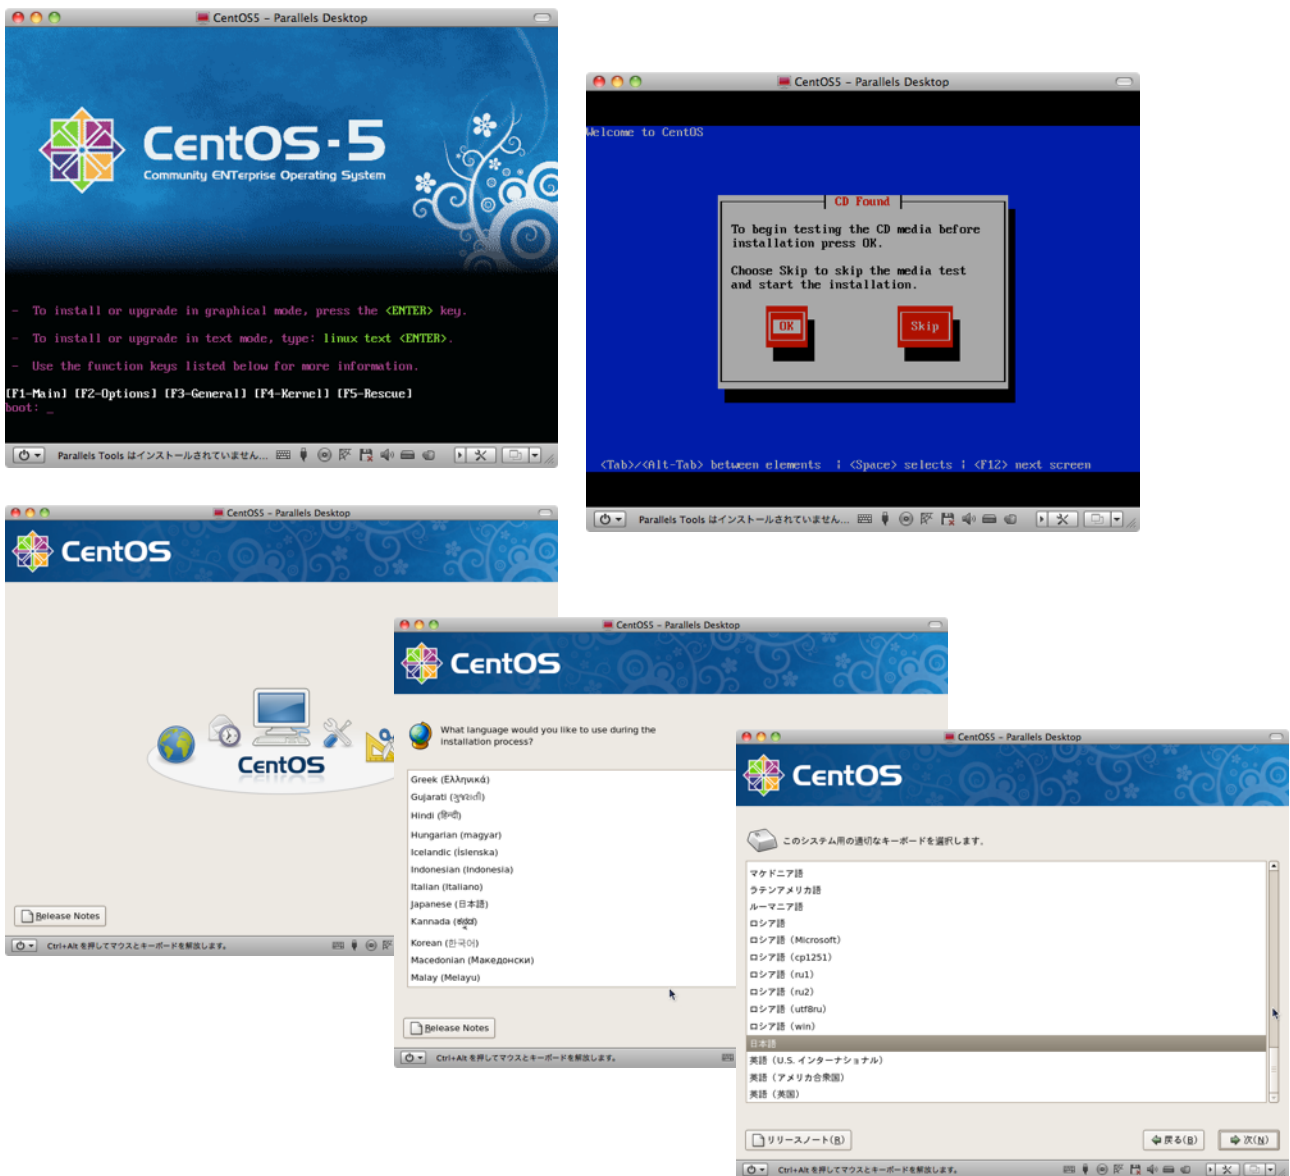 CentOS5 – Parallels Desktop
CentOS-5
Community ENTerprise Operating System
- To install or upgrade in graphical mode, press the <ENTER> key.
- To install or upgrade in text mode, type: linux text <ENTER>.
- Use the function keys listed below for more information.
[F1-Main] [F2-Options] [F3-General] [F4-Kernel] [F5-Rescue]
boot: _
Parallels Tools はインストールされていません...
CentOS5 – Parallels Desktop
Welcome to CentOS
CD Found
To begin testing the CD media before
installation press OK.
Choose Skip to skip the media test
and start the installation.
OK
Skip
<Tab>/<Alt-Tab> between elements | <Space> selects | <F12> next screen
Parallels Tools はインストールされていません...
CentOS5 – Parallels Desktop
CentOS
CentOS
Release Notes
Ctrl+Alt を押してマウスとキーボードを解放します。
CentOS5 – Parallels Desktop
CentOS
What language would you like to use during the
installation process?
Greek (Ελληνικά)
Gujarati (ગુજરાતી)
Hindi (हिन्दी)
Hungarian (magyar)
Icelandic (Íslenska)
Indonesian (Indonesia)
Italian (Italiano)
Japanese (日本語)
Kannada (ಕನ್ನಡ)
Korean (한국어)
Macedonian (Македонски)
Malay (Melayu)
Release Notes
Ctrl+Alt を押してマウスとキーボードを解放します。
CentOS5 – Parallels Desktop
CentOS
このシステム用の適切なキーボードを選択します。
マケドニア語
ラテンアメリカ語
ルーマニア語
ロシア語
ロシア語 (Microsoft)
ロシア語 (cp1251)
ロシア語 (ru1)
ロシア語 (ru2)
ロシア語 (utf8ru)
ロシア語 (win)
日本語
英語 (U.S. インターナショナル)
英語 (アメリカ合衆国)
英語 (英国)
リリースノート(R)
戻る(B)
次(N)
Ctrl+Alt を押してマウスとキーボードを解放します。